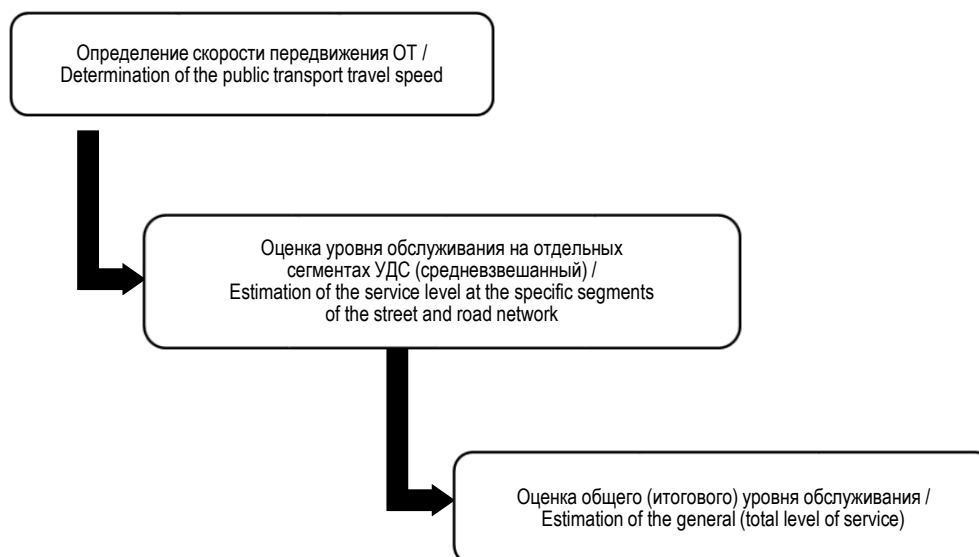 Определение скорости передвижения ОТ /
Determination of the public transport travel speed
Оценка уровня обслуживания на отдельных
сегментах УДС (средневзвешанный) /
Estimation of the service level at the specific segments
of the street and road network
Оценка общего (итогового) уровня обслуживания /
Estimation of the general (total level of service)